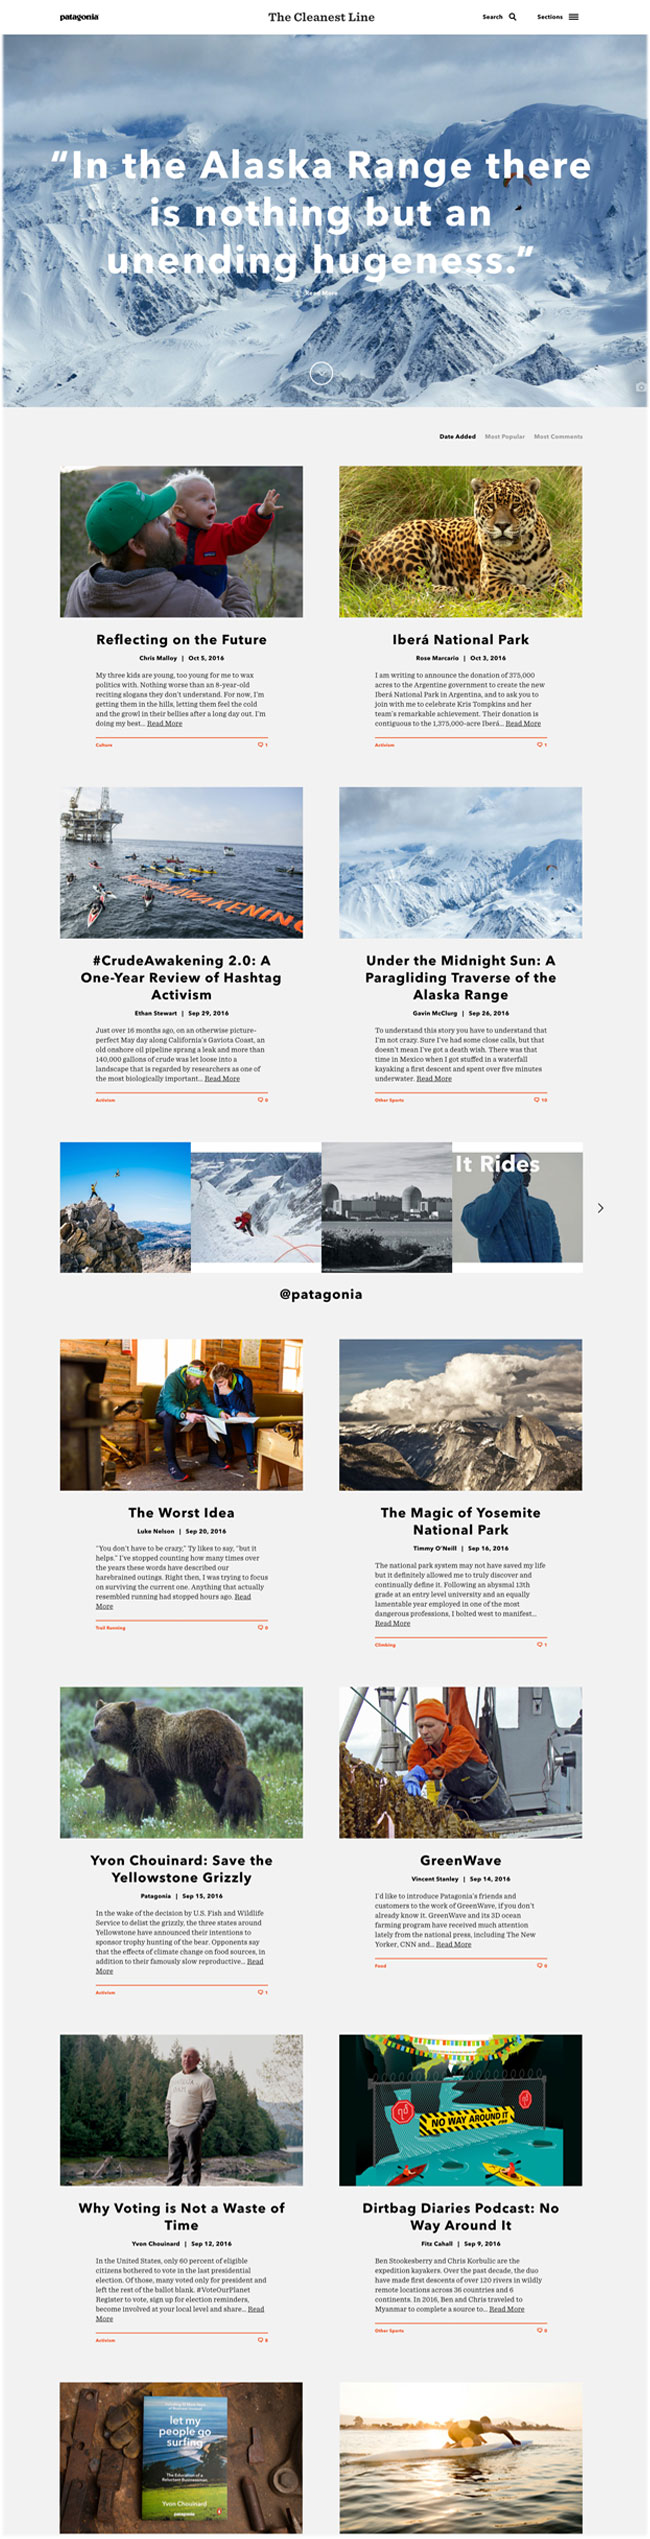 patagonia
The Cleanest Line
Search
Sections
“In the Alaska Range there
is nothing but an
unending hugeness.”
Read More
Date Added
Most Popular
Most Comments
Reflecting on the Future
Chris Malloy | Oct 5, 2016
My three kids are young, too young for me to wax
politics with. Nothing worse than an 8-year-old
reciting slogans they don’t understand. For now, I’m
getting them in the hills, letting them feel the cold
and the growl in their bellies after a long day out. I’m
doing my best... Read More
Culture
1
Iberá National Park
Rose Marcario | Oct 3, 2016
I am writing to announce the donation of 375,000
acres to the Argentine government to create the new
Iberá National Park in Argentina, and to ask you to
join with me to celebrate Kris Tompkins and her
team’s remarkable achievement. Their donation is
contiguous to the 1,375,000-acre Iberá... Read More
Activism
1
#CrudeAwakening 2.0: A
One-Year Review of Hashtag
Activism
Ethan Stewart | Sep 29, 2016
Just over 16 months ago, on an otherwise picture-
perfect May day along California’s Gaviota Coast, an
old onshore oil pipeline sprang a leak and more than
140,000 gallons of crude was let loose into a
landscape that is regarded by researchers as one of
the most biologically important... Read More
Activism
0
Under the Midnight Sun: A
Paragliding Traverse of the
Alaska Range
Gavin McClurg | Sep 26, 2016
To understand this story you have to understand that
I’m not crazy. Sure I’ve had some close calls, but that
doesn’t mean I’ve got a death wish. There was that
time in Mexico when I got stuffed in a waterfall
kayaking a first descent and spent over five minutes
underwater. Read More
Other Sports
10
It Rides
@patagonia
The Worst Idea
Luke Nelson | Sep 20, 2016
“You don’t have to be crazy,” Ty likes to say, “but it
helps.” I’ve stopped counting how many times over
the years these words have described our
harebrained outings. Right then, I was trying to focus
on surviving the current one. Anything that actually
resembled running had stopped hours ago. Read
More
Trail Running
0
The Magic of Yosemite
National Park
Timmy O’Neill | Sep 16, 2016
The national park system may not have saved my life
but it definitely allowed me to truly discover and
continually define it. Following an abysmal 13th
grade at an entry level university and an equally
lamentable year employed in one of the most
dangerous professions, I bolted west to manifest...
Read More
Climbing
1
Yvon Chouinard: Save the
Yellowstone Grizzly
Patagonia | Sep 15, 2016
In the wake of the decision by U.S. Fish and Wildlife
Service to delist the grizzly, the three states around
Yellowstone have announced their intentions to
sponsor trophy hunting of the bear. Opponents say
that the effects of climate change on food sources, in
addition to their famously slow reproductive... Read
More
Activism
1
GreenWave
Vincent Stanley | Sep 14, 2016
I’d like to introduce Patagonia’s friends and
customers to the work of GreenWave, if you don’t
already know it. GreenWave and its 3D ocean
farming program have received much attention
lately from the national press, including The New
Yorker, CNN and... Read More
Food
0
Why Voting is Not a Waste of
Time
Yvon Chouinard | Sep 12, 2016
In the United States, only 60 percent of eligible
citizens bothered to vote in the last presidential
election. Of those, many voted only for president and
left the rest of the ballot blank. #VoteOurPlanet
Register to vote, sign up for election reminders,
become involved at your local level and share... Read
More
Activism
NO WAY AROUND IT
Dirtbag Diaries Podcast: No
Way Around It
Fitz Cahall | Sep 9, 2016
Ben Stookesberry and Chris Korbulic are the
expedition kayakers. Over the past decade, the duo
have made first descents of over 120 rivers in wildly
remote locations across 36 countries and 6
continents. In 2016, Ben and Chris traveled to
Myanmar to complete a source to... Read More
Other Sports
0
let my
people go
surfing
The Education of a
Reluctant Businessman
Yvon Chouinard
patagonia